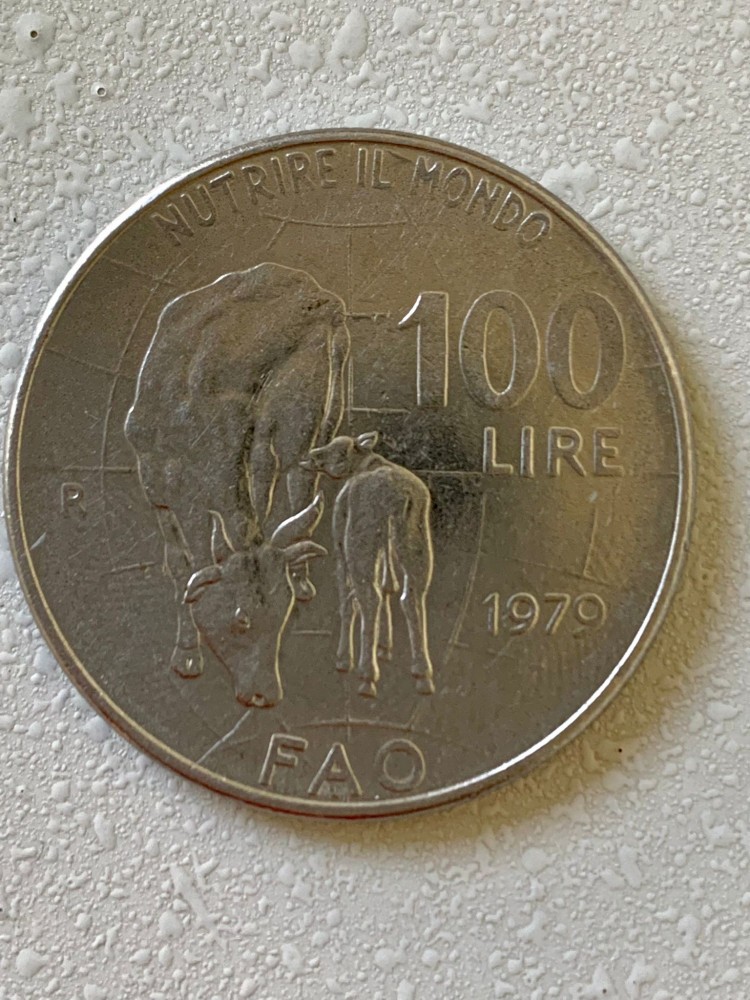 NUTRIRE IL MONDO
100
LIRE
R
1979
FAO